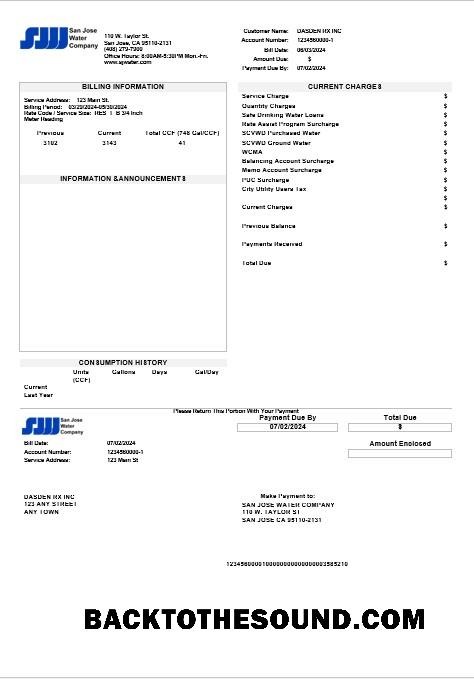 San Jose
Water
Company
110 W. Taylor St.
San Jose, CA 95110-2131
(408) 279-7900
Office Hours: 8:00AM-5:30PM Mon.-Fri.
www.sjwater.com
Customer Name: DASDEN RX INC
Account Number: 1234560000-1
Bill Date: 06/03/2024
Amount Due: $
Payment Due By: 07/02/2024
BILLING INFORMATION
Service Address: 123 Main St.
Billing Period: 03/29/2024-05/30/2024
Rate Code / Service Size: RES 1 B 3/4 Inch
Meter Reading
Previous Current Total CCF (748 Gal/CCF)
3102 3143 41
INFORMATION &ANNOUNCEMENTS
CURRENT CHARGES
Service Charge $
Quantity Charges $
Safe Drinking Water Loans $
Rate Assist Program Surcharge $
SCVWD Purchased Water $
SCVWD Ground Water $
WCMA $
Balancing Account Surcharge $
Memo Account Surcharge $
PUC Surcharge $
City Utility Users Tax $
$
Current Charges $
Previous Balance $
Payments Received $
Total Due $
CONSUMPTION HISTORY
Units Gallons Days Gal/Day
(CCF)
Current
Last Year
Please Return This Portion With Your Payment
San Jose
Water
Company
Payment Due By Total Due
07/02/2024 $
Bill Date: 07/02/2024
Account Number: 1234560000-1
Service Address: 123 Main St
Amount Enclosed
DASDEN RX INC
123 ANY STREET
ANY TOWN
Make Payment to:
SAN JOSE WATER COMPANY
110 W. TAYLOR ST
SAN JOSE CA 95110-2131
BACKTOTHESOUND.COM